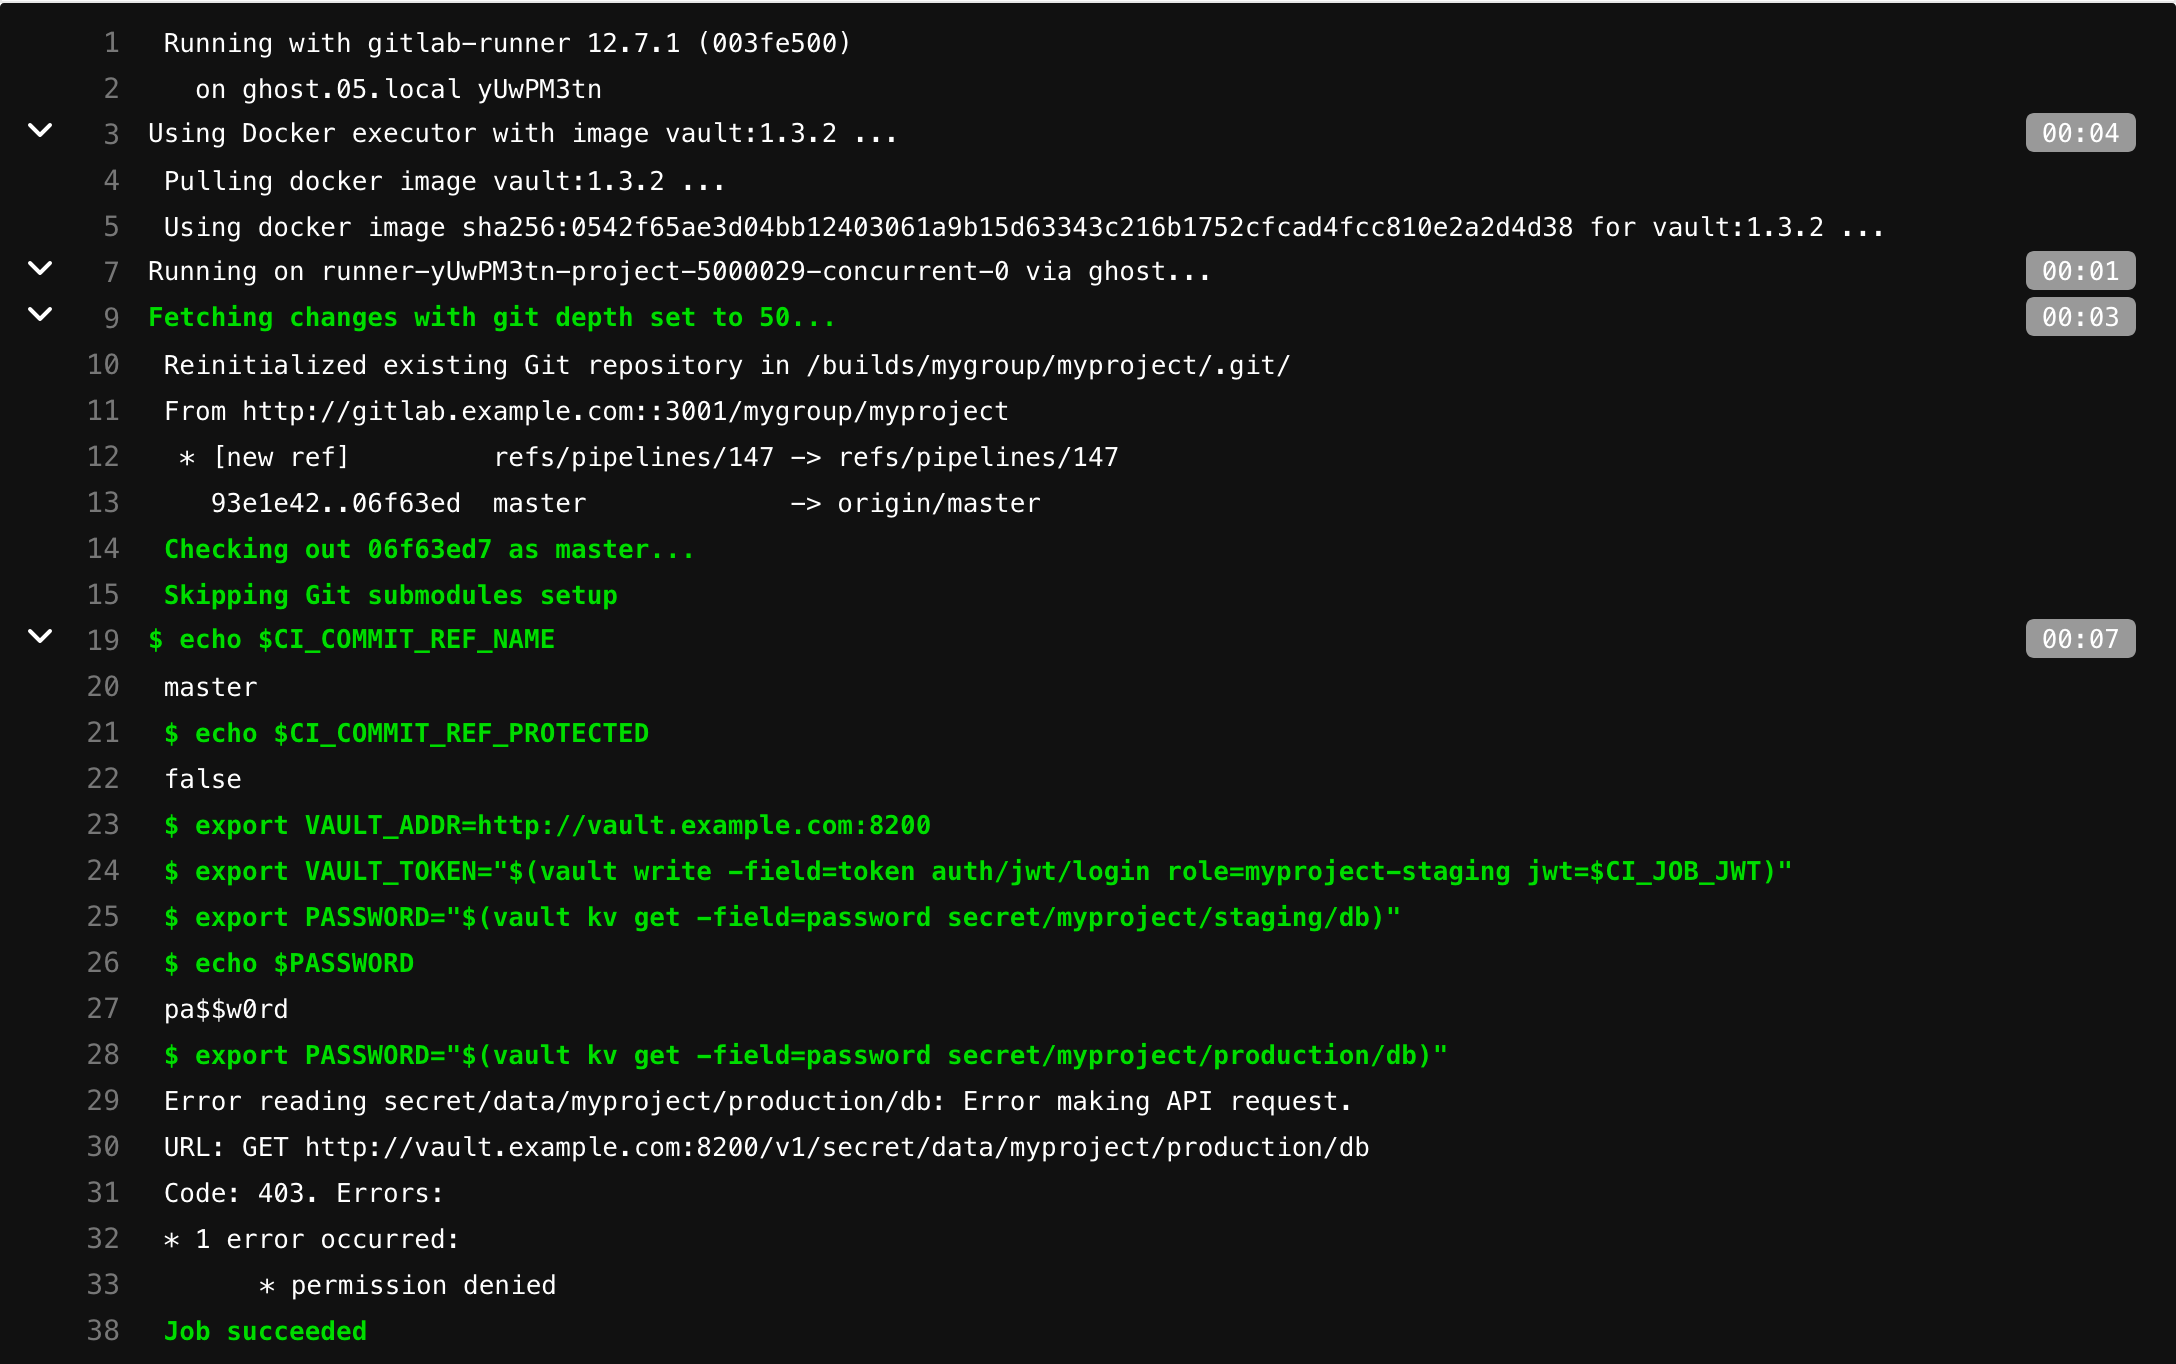 1 Running with gitlab-runner 12.7.1 (003fe500)
2 on ghost.05.local yUwPM3tn
3 Using Docker executor with image vault:1.3.2 ... 00:04
4 Pulling docker image vault:1.3.2 ...
5 Using docker image sha256:0542f65ae3d04bb12403061a9b15d63343c216b1752cfcad4fcc810e2a2d4d38 for vault:1.3.2 ...
7 Running on runner-yUwPM3tn-project-5000029-concurrent-0 via ghost... 00:01
9 Fetching changes with git depth set to 50... 00:03
10 Reinitialized existing Git repository in /builds/mygroup/myproject/.git/
11 From http://gitlab.example.com::3001/mygroup/myproject
12 * [new ref] refs/pipelines/147 -> refs/pipelines/147
13 93e1e42..06f63ed master -> origin/master
14 Checking out 06f63ed7 as master...
15 Skipping Git submodules setup
19 $ echo $CI_COMMIT_REF_NAME 00:07
20 master
21 $ echo $CI_COMMIT_REF_PROTECTED
22 false
23 $ export VAULT_ADDR=http://vault.example.com:8200
24 $ export VAULT_TOKEN="$(vault write -field=token auth/jwt/login role=myproject-staging jwt=$CI_JOB_JWT)"
25 $ export PASSWORD="$(vault kv get -field=password secret/myproject/staging/db)"
26 $ echo $PASSWORD
27 pa$$w0rd
28 $ export PASSWORD="$(vault kv get -field=password secret/myproject/production/db)"
29 Error reading secret/data/myproject/production/db: Error making API request.
30 URL: GET http://vault.example.com:8200/v1/secret/data/myproject/production/db
31 Code: 403. Errors:
32 * 1 error occurred:
33 * permission denied
38 Job succeeded